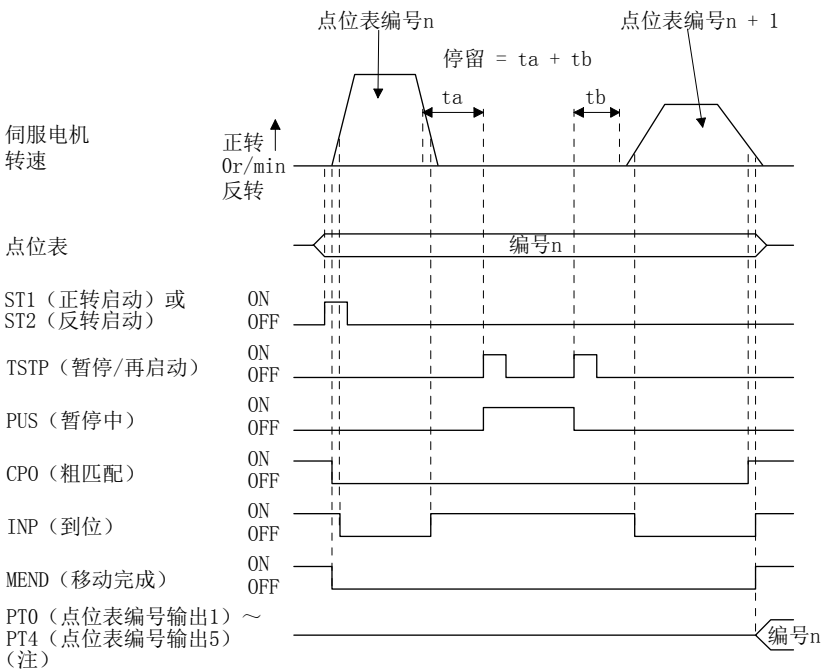 点位表编号n
点位表编号n + 1
停留 = ta + tb
ta
tb
伺服电机
转速
正转
0r/min
反转
点位表
编号n
ST1（正转启动）或
ST2（反转启动）
ON
OFF
TSTP（暂停/再启动）
ON
OFF
PUS（暂停中）
ON
OFF
CPO（粗匹配）
ON
OFF
INP（到位）
ON
OFF
MEND（移动完成）
ON
OFF
PT0（点位表编号输出1）～
PT4（点位表编号输出5）
（注）
编号n